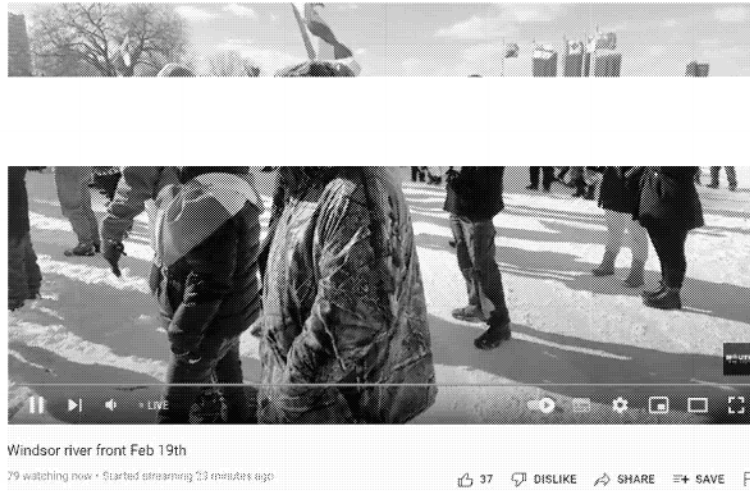 LIVE
Windsor river front Feb 19th
79 watching now • Started streaming 23 minutes ago
37 DISLIKE SHARE SAVE